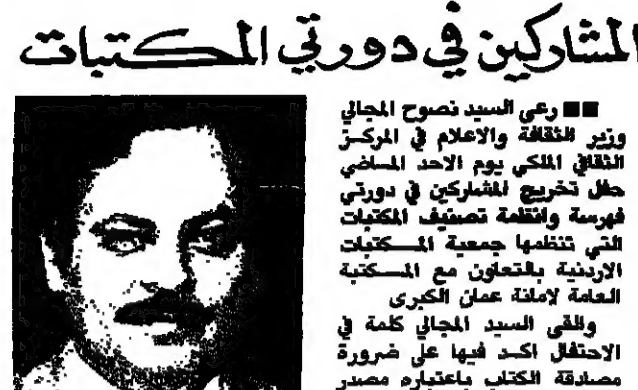 المشاركين في دورتي المكتبات
رعى السيد نصوح المجالي
وزير الثقافة والاعلام في المركز
الثقافي الملكي يوم الاحد الماضي
حفل تخريج المشاركين في دورتي
فهرسة وانظمة تصنيف المكتبات
التي تنظمها جمعية المكتبات
الاردنية بالتعاون مع المكتبة
العامة لامانة عمان الكبرى
والقى السيد المجالي كلمة في
الاحتفال اكد فيها على ضرورة
مصادقة الكتاب باعتباره مصدر